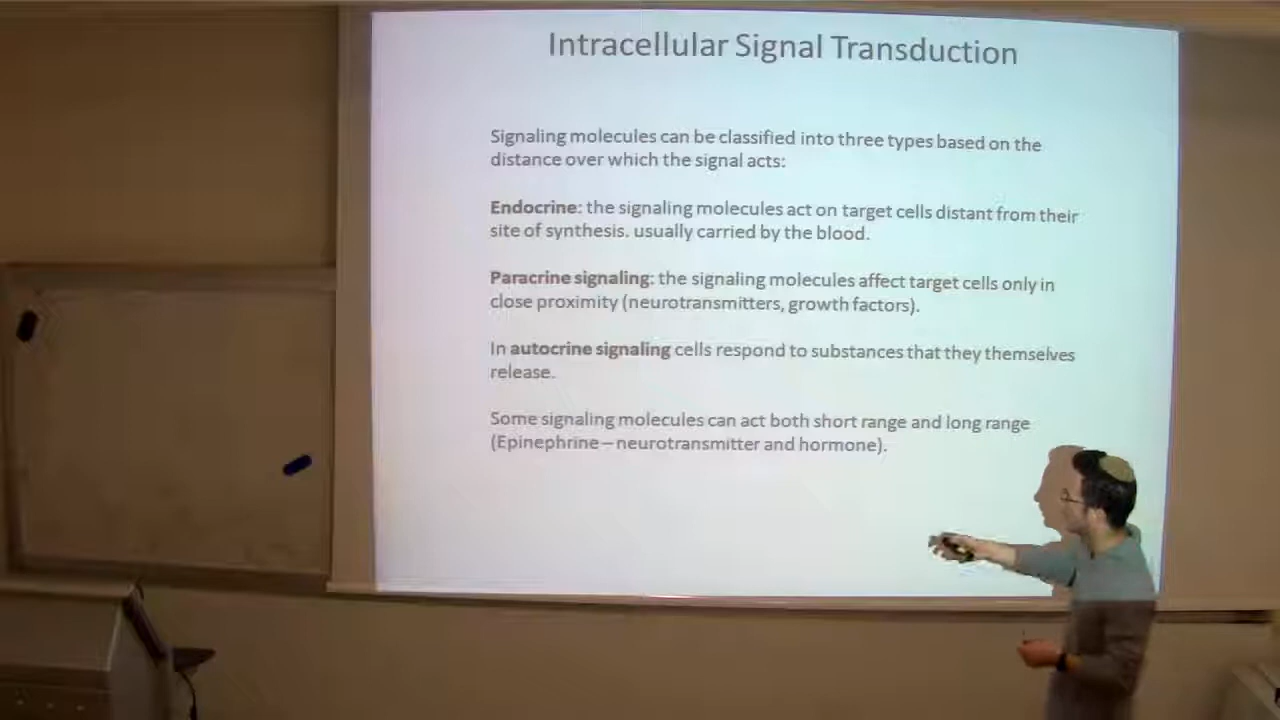 Intracellular Signal Transduction
Signaling molecules can be classified into three types based on the
distance over which the signal acts:
Endocrine: the signaling molecules act on target cells distant from their
site of synthesis. usually carried by the blood.
Paracrine signaling: the signaling molecules affect target cells only in
close proximity (neurotransmitters, growth factors).
In autocrine signaling cells respond to substances that they themselves
release.
Some signaling molecules can act both short range and long range
(Epinephrine – neurotransmitter and hormone).